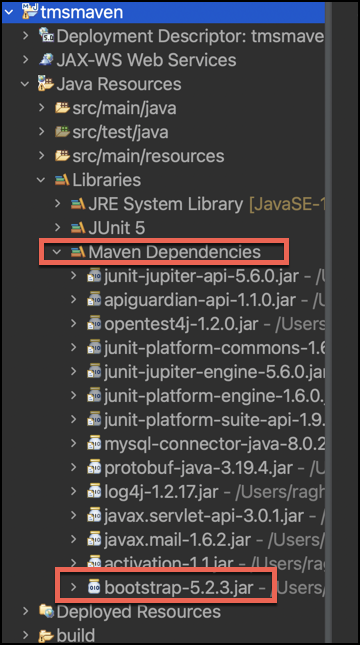 tmsmaven
Deployment Descriptor: tmsmaven
JAX-WS Web Services
Java Resources
src/main/java
src/test/java
src/main/resources
Libraries
JRE System Library [JavaSE-1
JUnit 5
Maven Dependencies
junit-jupiter-api-5.6.0.jar - /U
apiguardian-api-1.1.0.jar - /Us
opentest4j-1.2.0.jar - /Users
junit-platform-commons-1.6
junit-jupiter-engine-5.6.0.jar
junit-platform-engine-1.6.0.
junit-platform-suite-api-1.9.
mysql-connector-java-8.0.2
protobuf-java-3.19.4.jar - /U
log4j-1.2.17.jar - /Users/ragh
javax.servlet-api-3.0.1.jar -
javax.mail-1.6.2.jar - /Users
activation-1.1.jar - /Users/rag
bootstrap-5.2.3.jar - /Users
Deployed Resources
build